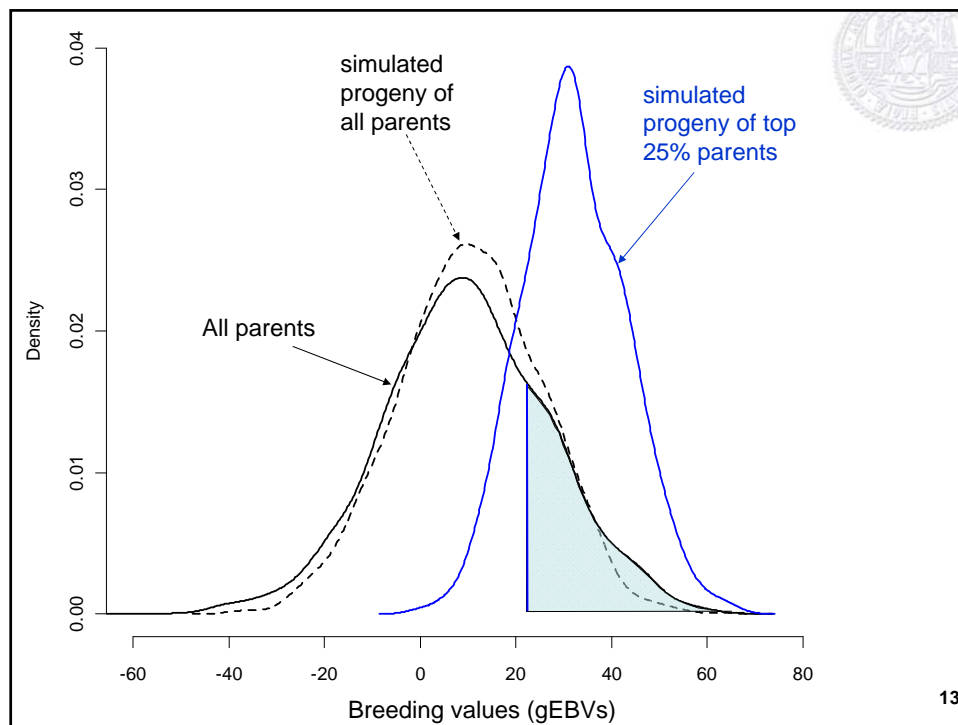 simulated
progeny of
all parents
simulated
progeny of top
25% parents
All parents
Density
0.04
0.03
0.02
0.01
0.00
-60 -40 -20 0 20 40 60 80
Breeding values (gEBVs)
13